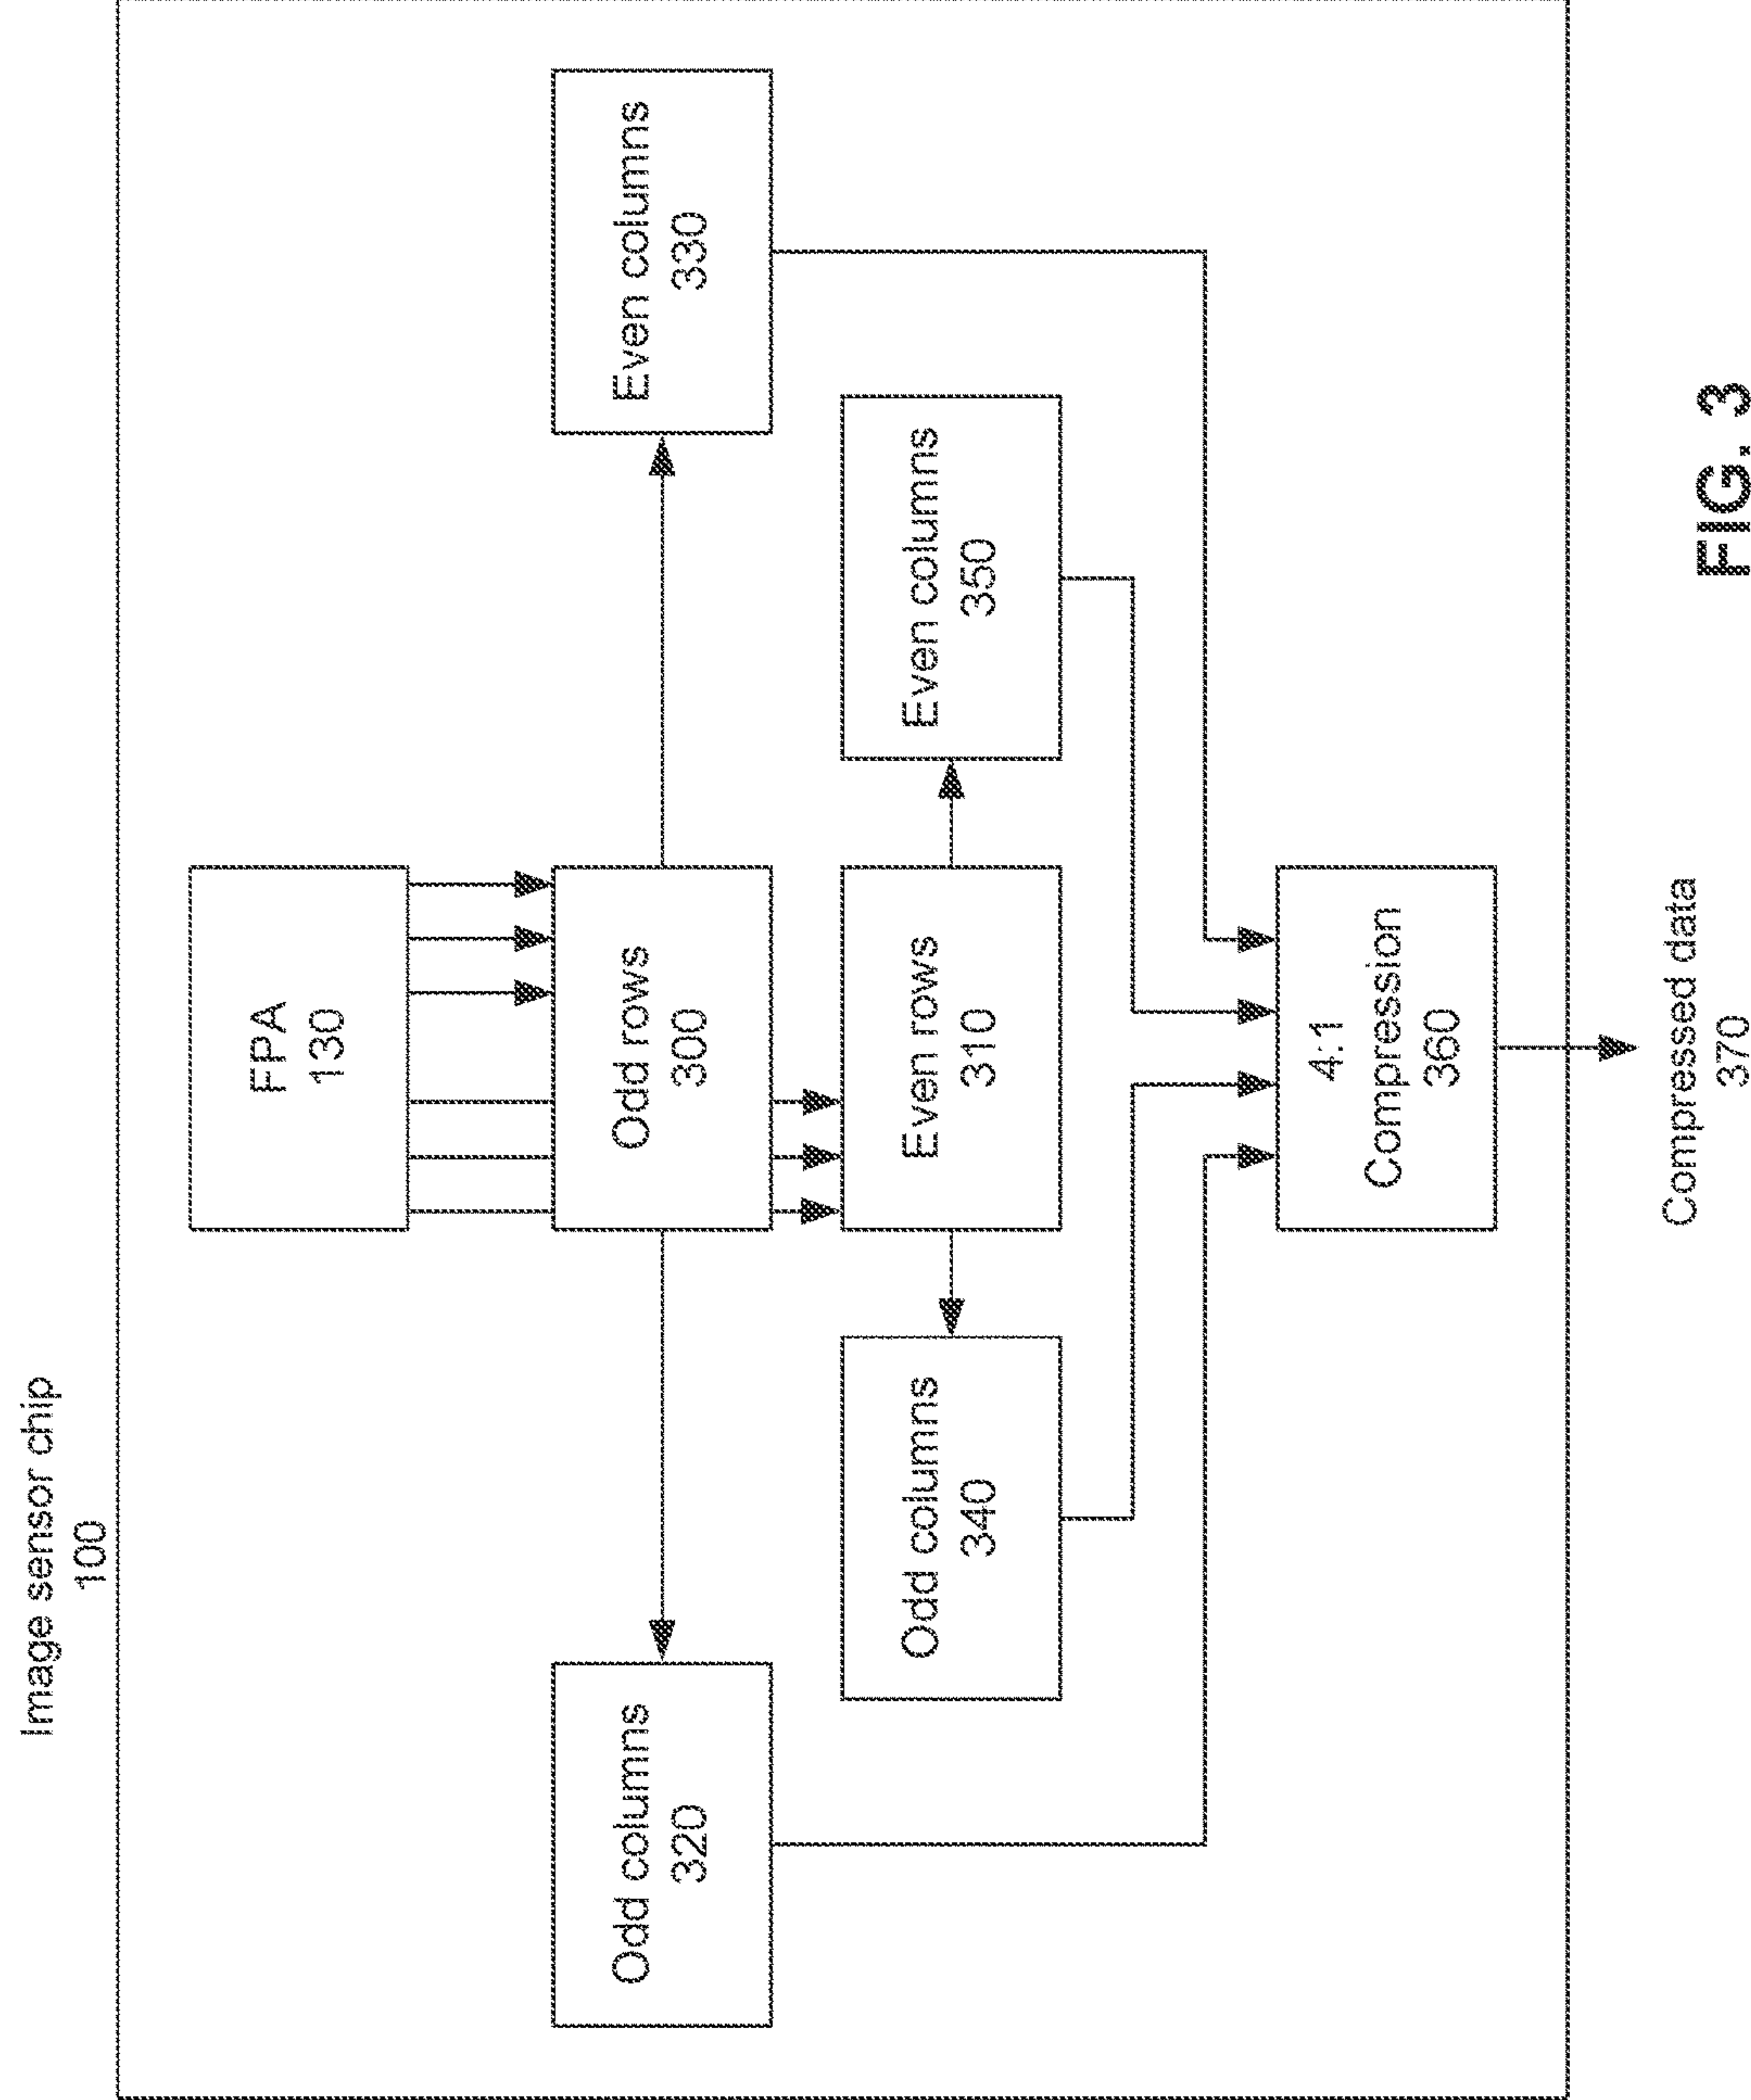 Image sensor chip
100
FPA
130
Odd columns
320
Odd rows
300
Even columns
330
Odd columns
340
Even rows
310
Even columns
350
4:1
Compression
360
Compressed data
370
FIG. 3